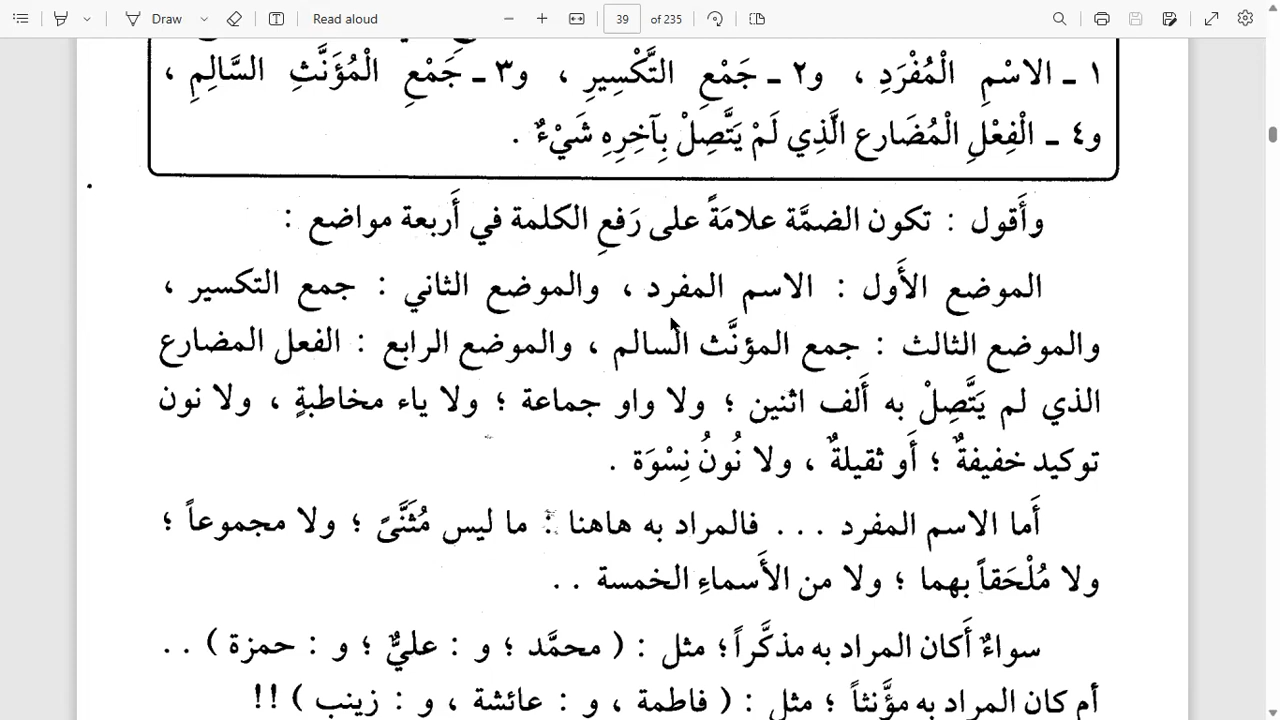 Draw
Read aloud
39
of 235
١ ـ الاسْمِ الْمُفْرَدِ ، و٢ ـ جَمْعِ التَّكْسِيرِ ، و٣ ـ جَمْعِ الْمُؤَنَّثِ السَّالِمِ ،
و٤ ـ الْفِعْلِ الْمُضَارع الَّذِي لَمْ يَتَّصِلْ بِآخِرِهِ شَيْءٌ .
وأَقول : تكون الضمَّة علامَةً على رَفعِ الكلمة في أَربعة مواضع :
الموضع الأَول : الاسم المفرد ، والموضع الثاني : جمع التكسير ،
والموضع الثالث : جمع المؤنَّث السالم ، والموضع الرابع : الفعل المضارع
الذي لم يَتَّصِلْ به أَلف اثنين ؛ ولا واو جماعة ؛ ولا ياء مخاطبةٍ ، ولا نون
توكيد خفيفةٌ ؛ أَو ثقيلةٌ ، ولا نُونُ نِسْوَة .
أَما الاسم المفرد . . . فالمراد به هاهنا : ما ليس مُثَنَّىً ؛ ولا مجموعاً ؛
ولا مُلْحَقاً بهما ؛ ولا من الأَسماءِ الخمسة . .
سواءٌ أَكان المراد به مذكَّراً ؛ مثل : ( محمَّد ؛ و : عليٌّ ؛ و : حمزة ) . .
أم كان المراد به مؤَّنثاً ؛ مثل : ( فاطمة ، و : عائشة ، و : زينب ) !!